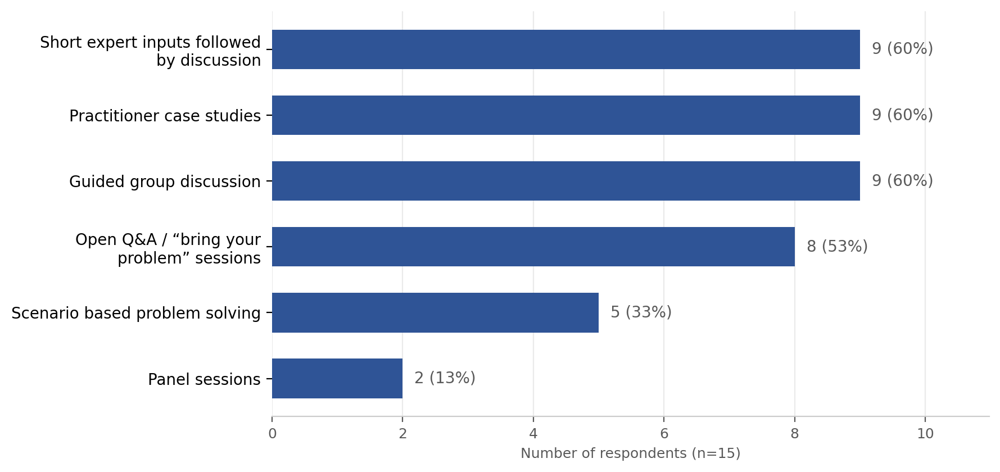 Short expert inputs followed
by discussion
9 (60%)
Practitioner case studies
9 (60%)
Guided group discussion
9 (60%)
Open Q&A / “bring your
problem” sessions
8 (53%)
Scenario based problem solving
5 (33%)
Panel sessions
2 (13%)
0 2 4 6 8 10
Number of respondents (n=15)